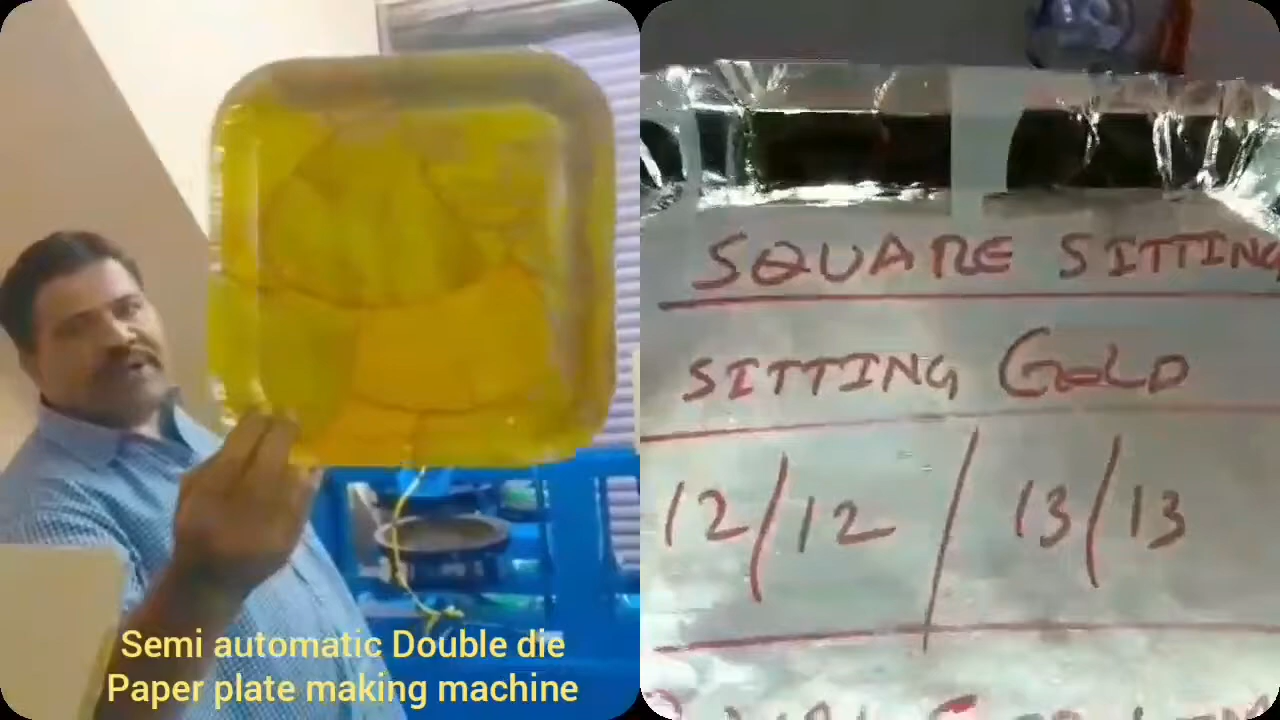 Semi automatic Double die
Paper plate making machine
SQUARE SITTING
SITTING GOLD
12/12 / 13/13